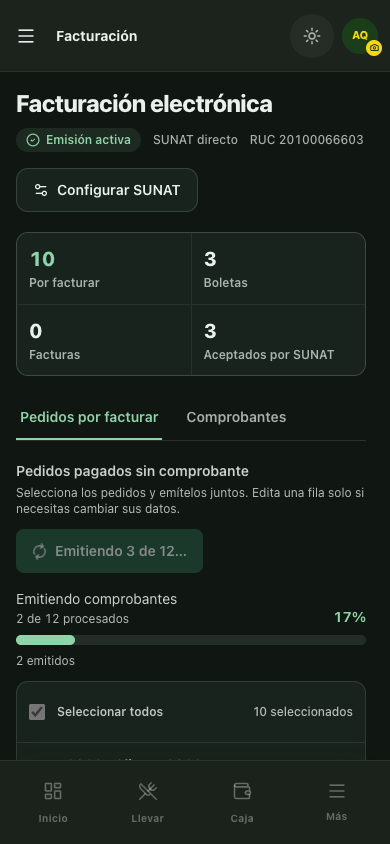 Facturación
AQ
Facturación electrónica
Emisión activa
SUNAT directo
RUC 20100066603
Configurar SUNAT
10
Por facturar
3
Boletas
0
Facturas
3
Aceptados por SUNAT
Pedidos por facturar
Comprobantes
Pedidos pagados sin comprobante
Selecciona los pedidos y emítelos juntos. Edita una fila solo si
necesitas cambiar sus datos.
Emitiendo 3 de 12...
Emitiendo comprobantes
2 de 12 procesados
17%
2 emitidos
Seleccionar todos
10 seleccionados
Inicio
Llevar
Caja
Más